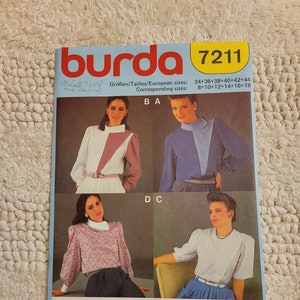 burda
7211
Größen/Tailles/European sizes: 34+36+38+40+42+44
Corresponding sizes: 8+10+12+14+16+18
B A
D C